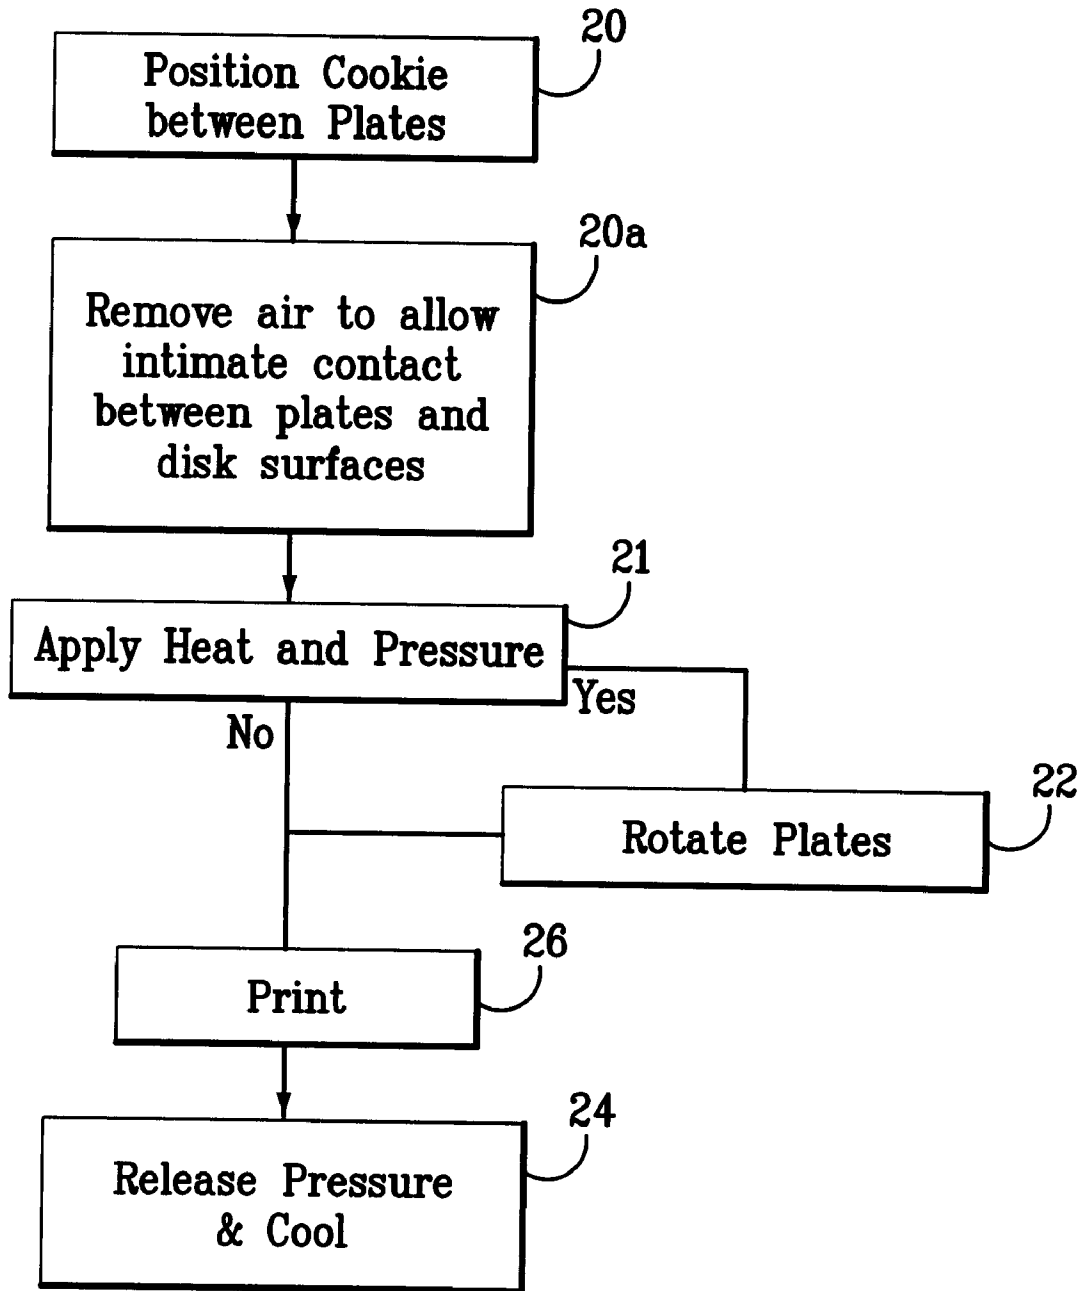 20
Position Cookie
between Plates
20a
Remove air to allow
intimate contact
between plates and
disk surfaces
21
Apply Heat and Pressure
Yes
No
22
Rotate Plates
26
Print
24
Release Pressure
& Cool